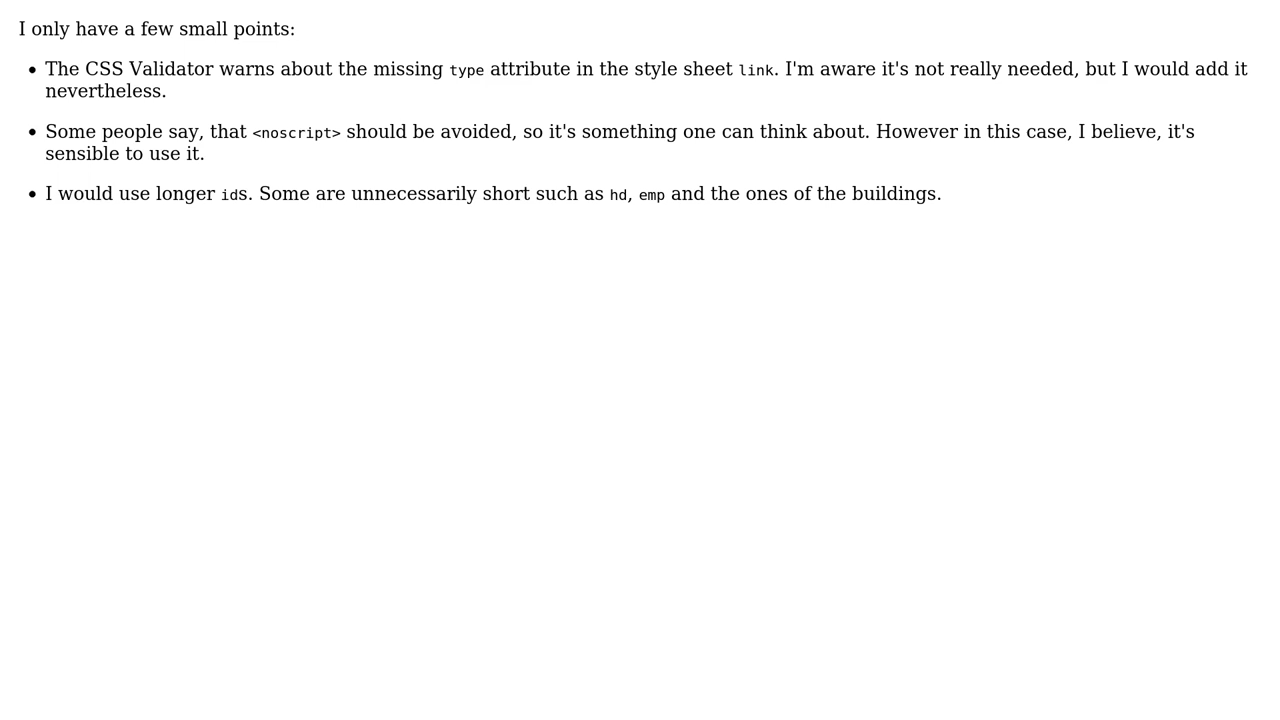 I only have a few small points:
• The CSS Validator warns about the missing type attribute in the style sheet link. I'm aware it's not really needed, but I would add it
nevertheless.
• Some people say, that <noscript> should be avoided, so it's something one can think about. However in this case, I believe, it's
sensible to use it.
• I would use longer ids. Some are unnecessarily short such as hd, emp and the ones of the buildings.